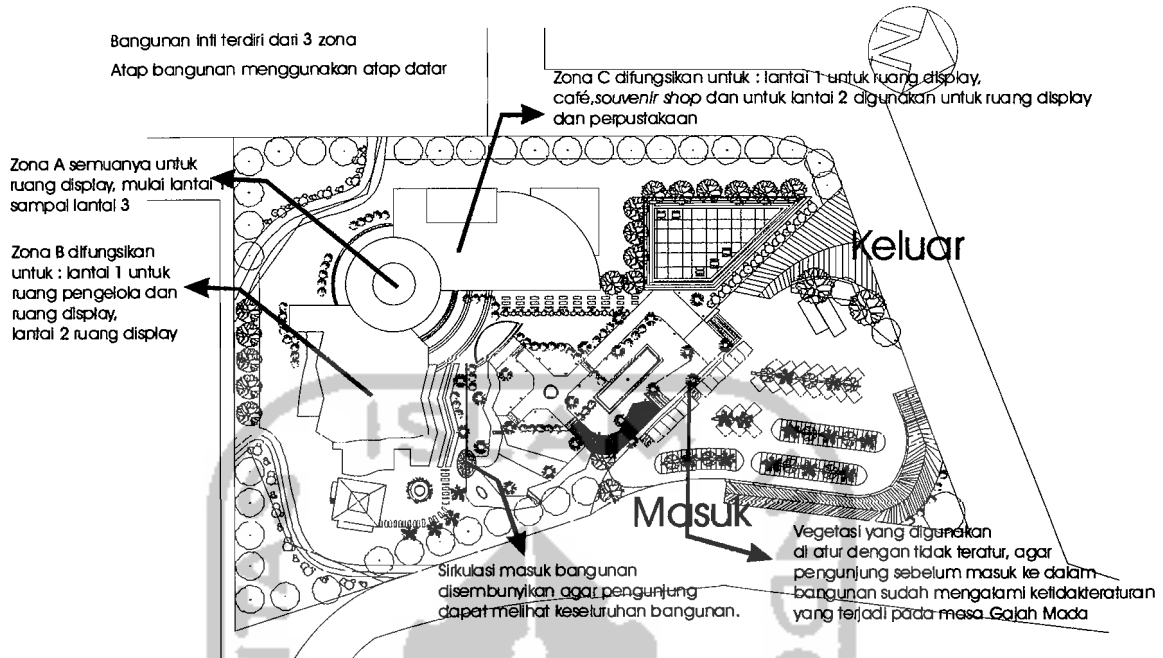 Bangunan inti terdiri dari 3 zona
Atap bangunan menggunakan atap datar
Zona C difungsikan untuk : lantai 1 untuk ruang display,
café,souvenir shop dan untuk lantai 2 digunakan untuk ruang display
dan perpustakaan
Zona A semuanya untuk
ruang display, mulai lantai 1
sampai lantai 3
Zona B difungsikan
untuk : lantai 1 untuk
ruang pengelola dan
ruang display,
lantai 2 ruang display
Keluar
Masuk
Sirkulasi masuk bangunan
disembunyikan agar pengunjung
dapat melihat keseluruhan bangunan.
Vegetasi yang digunakan
di atur dengan tidak teratur, agar
pengunjung sebelum masuk ke dalam
bangunan sudah mengalami ketidakteraturan
yang terjadi pada masa Gajah Mada
N
ISLAM